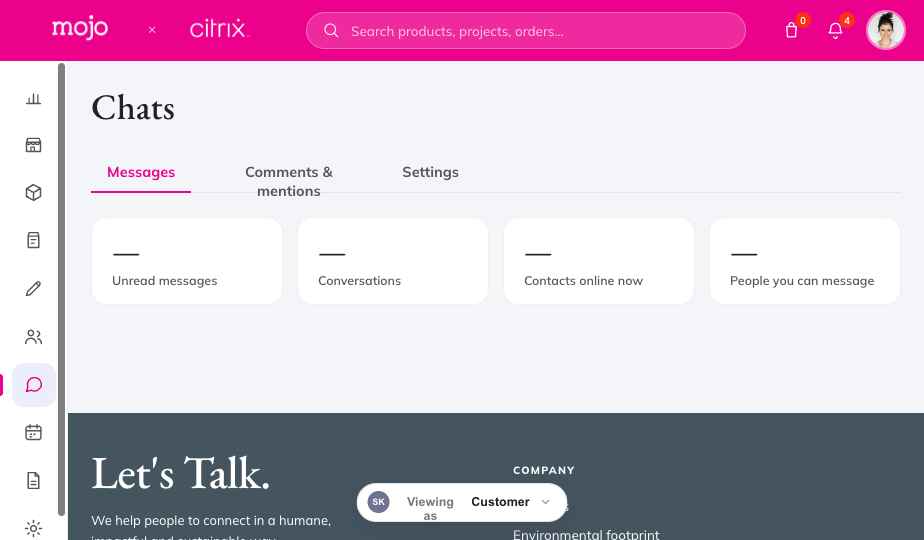 mojo × citrix
Search products, projects, orders...
0
4
Chats
Messages
Comments &
mentions
Settings
—
Unread messages
—
Conversations
—
Contacts online now
—
People you can message
Let's Talk.
We help people to connect in a humane,
COMPANY
SK
Viewing
as
Customer
Environmental footprint